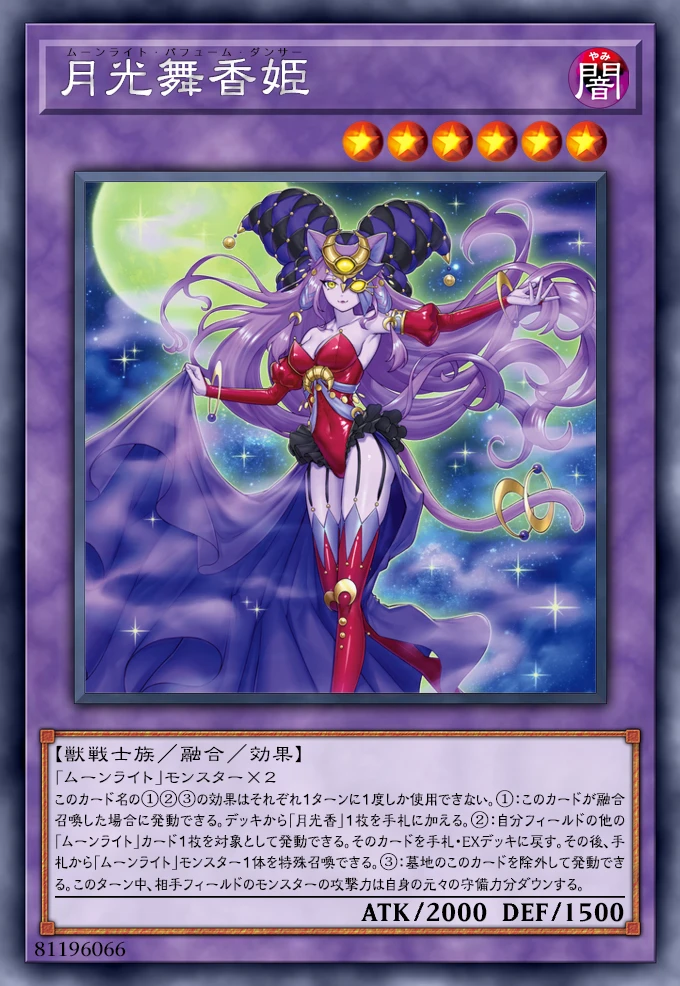 ムーンライト・パフューム・ダンサー
月光舞香姫
やみ
闇
【獣戦士族／融合／効果】
「ムーンライト」モンスター×２
このカード名の①②③の効果はそれぞれ１ターンに１度しか使用できない。①：このカードが融合
召喚した場合に発動できる。デッキから「月光香」１枚を手札に加える。②：自分フィールドの他の
「ムーンライト」カード１枚を対象として発動できる。そのカードを手札・EXデッキに戻す。その後、手
札から「ムーンライト」モンスター１体を特殊召喚できる。③：墓地のこのカードを除外して発動でき
る。このターン中、相手フィールドのモンスターの攻撃力は自身の元々の守備力分ダウンする。
ATK/2000 DEF/1500
81196066